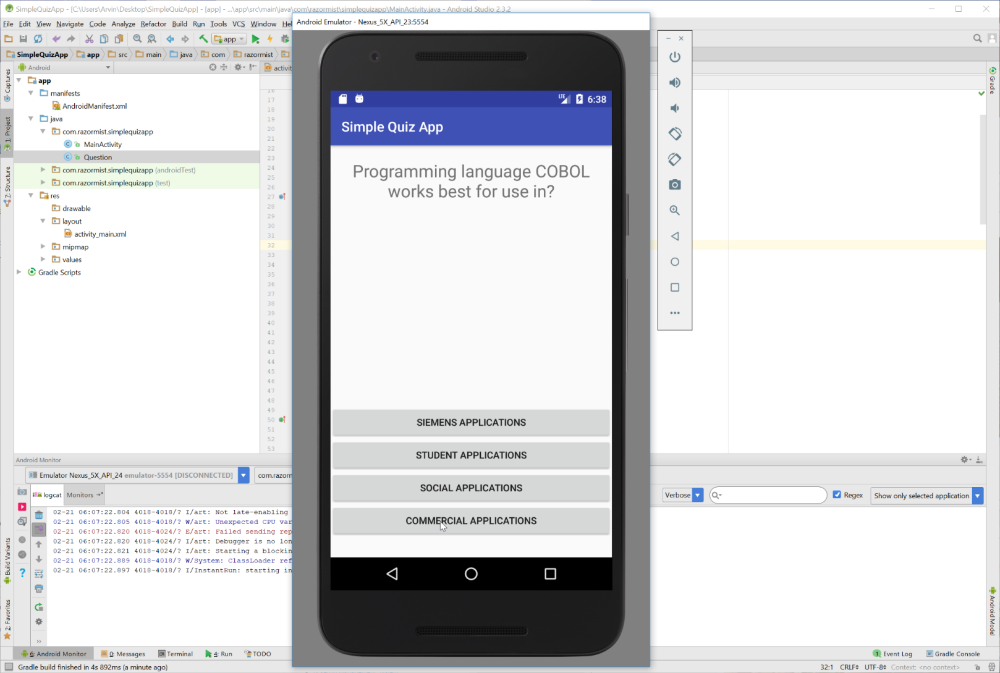 SimpleQuizApp - [C:\Users\Arvin\Desktop\SimpleQuizApp] - [app] - ...\app\src\main\java\com\razormist\simplequizapp\MainActivity.java - Android Studio 2.3.2
File Edit View Navigate Code Analyze Refactor Build Run Tools VCS Window Hel
Android Emulator - Nexus_5X_API_23:5554
app
SimpleQuizApp app src main java com razormist
Android
activit
Captures
1: Project
7: Structure
Build Variants
2: Favorites
Gradle
Android Model
app
manifests
AndroidManifest.xml
java
com.razormist.simplequizapp
MainActivity
Question
com.razormist.simplequizapp (androidTest)
com.razormist.simplequizapp (test)
res
drawable
layout
activity_main.xml
mipmap
values
Gradle Scripts
16
17
18
19
20
21
22
23
24
25
26
27
28
29
30
31
32
33
34
35
36
37
38
39
40
41
42
43
44
45
46
47
48
49
50
51
52
53
LTE 6:38
Simple Quiz App
Programming language COBOL
works best for use in?
SIEMENS APPLICATIONS
STUDENT APPLICATIONS
SOCIAL APPLICATIONS
COMMERCIAL APPLICATIONS
Android Monitor
Emulator Nexus_5X_API_24 emulator-5554 [DISCONNECTED] com.razorn
logcat Monitors
Verbose Regex Show only selected application
02-21 06:07:22.804 4018-4018/? I/art: Not late-enabling
02-21 06:07:22.805 4018-4018/? W/art: Unexpected CPU var
02-21 06:07:22.820 4018-4024/? E/art: Failed sending rep
02-21 06:07:22.820 4018-4024/? I/art: Debugger is no lon
02-21 06:07:22.821 4018-4024/? I/art: Starting a blockin
02-21 06:07:22.889 4018-4018/? W/System: ClassLoader ref
02-21 06:07:22.897 4018-4018/? I/InstantRun: starting in
6: Android Monitor 0: Messages Terminal 4: Run TODO 1 Event Log Gradle Console
Gradle build finished in 4s 892ms (a minute ago) 32:1 CRLF UTF-8 Context: <no context>